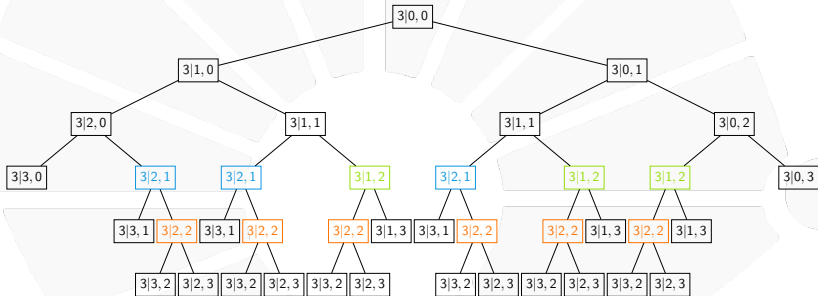 3|0, 0
3|1, 0 3|0, 1
3|2, 0 3|1, 1 3|1, 1 3|0, 2
3|3, 0 3|2, 1 3|2, 1 3|1, 2 3|2, 1 3|1, 2 3|1, 2 3|0, 3
3|3, 1 3|2, 2 3|3, 1 3|2, 2 3|2, 2 3|1, 3 3|3, 1 3|2, 2 3|2, 2 3|1, 3 3|2, 2 3|1, 3
3|3, 2 3|2, 3 3|3, 2 3|2, 3 3|3, 2 3|2, 3 3|3, 2 3|2, 3 3|3, 2 3|2, 3 3|3, 2 3|2, 3